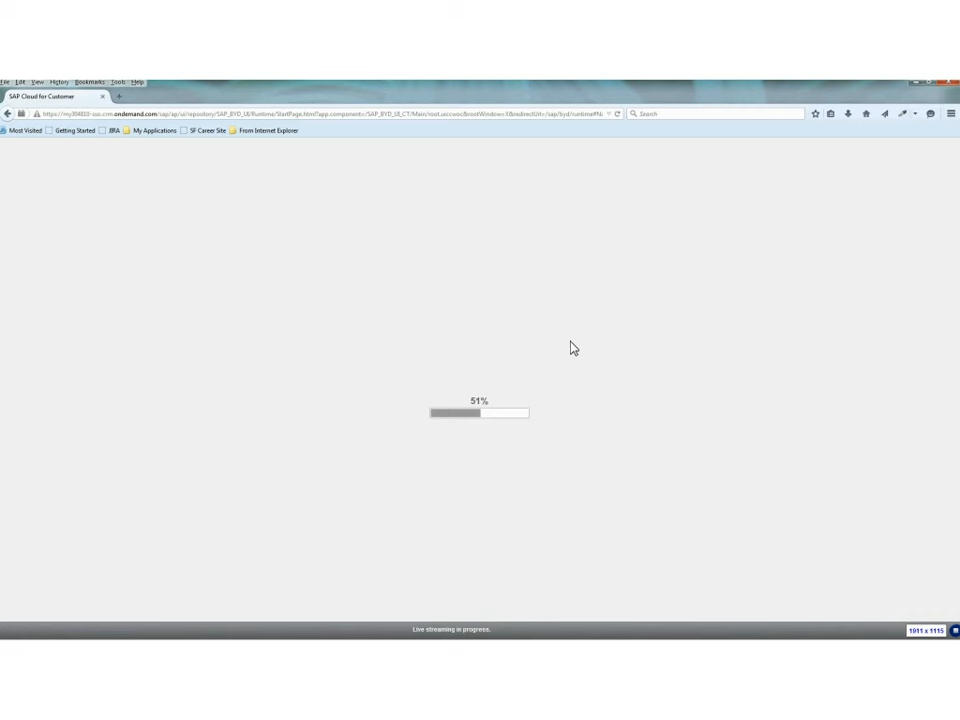 File Edit View History Bookmarks Tools Help
SAP Cloud for Customer
Search
Most Visited Getting Started JIRA My Applications SF Career Site From Internet Explorer
51%
Live streaming in progress.
1911 x 1115